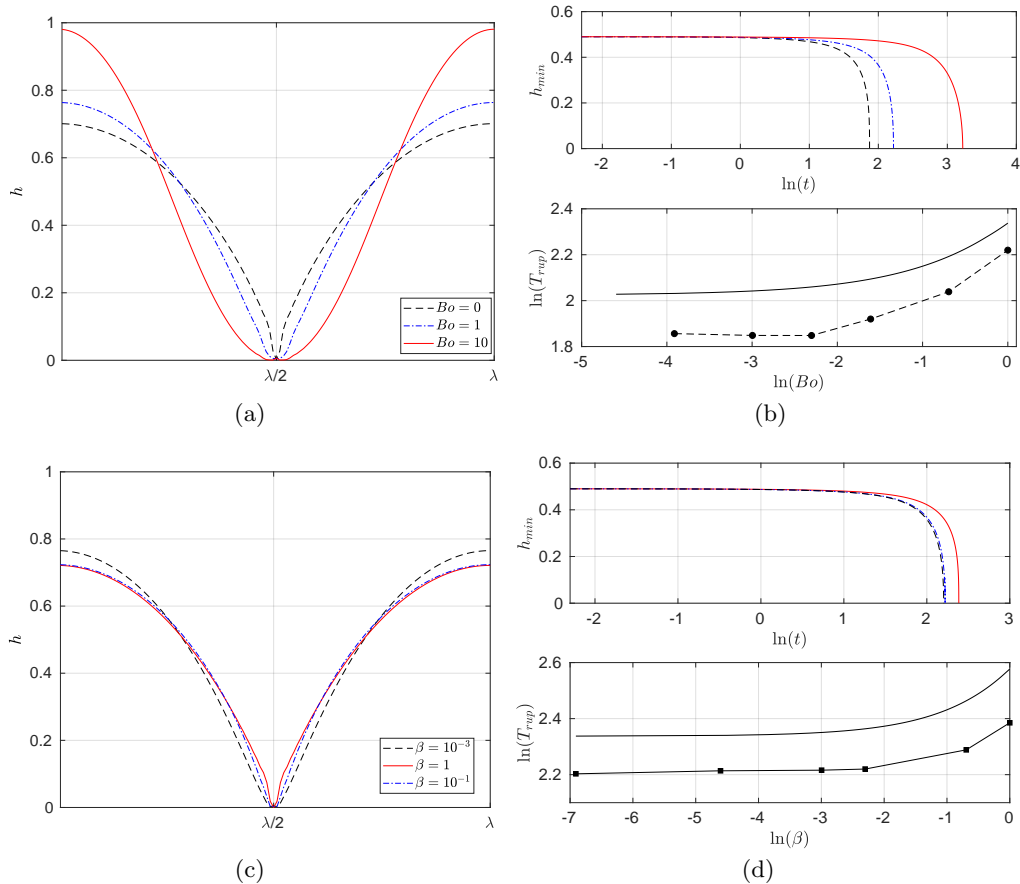 1
0.8
0.6
0.4
0.2
0
h
λ/2
λ
Bo = 0
Bo = 1
Bo = 10
(a)
0.6
0.4
0.2
0
h_min
-2 -1 0 1 2 3 4
ln(t)
2.4
2.2
2
1.8
ln(T_rup)
-5 -4 -3 -2 -1 0
ln(Bo)
(b)
1
0.8
0.6
0.4
0.2
0
h
λ/2
λ
β = 10⁻³
β = 1
β = 10⁻¹
(c)
0.6
0.4
0.2
0
h_min
-2 -1 0 1 2 3
ln(t)
2.6
2.4
2.2
ln(T_rup)
-7 -6 -5 -4 -3 -2 -1 0
ln(β)
(d)